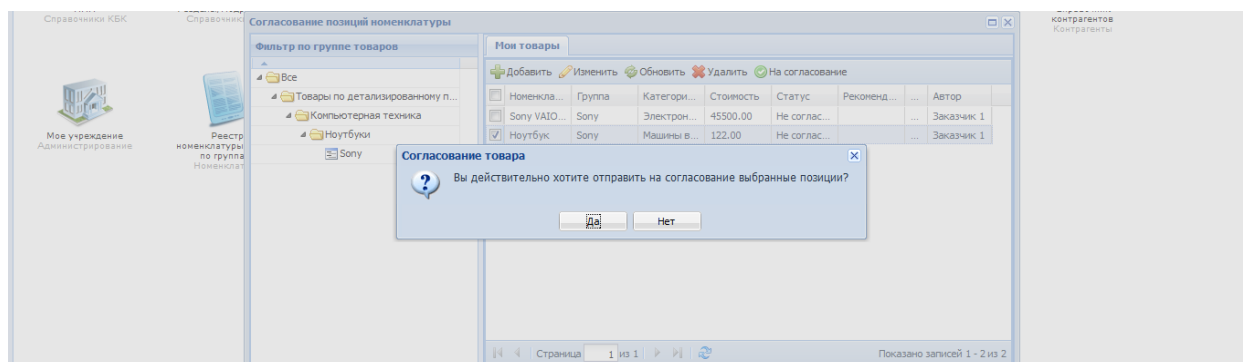 Справочники КБК
Справочник
контрагентов
Контрагенты
Мое учреждение
Администрирование
Реестр
номенклатуры
по группа
Номенклат
Согласование позиций номенклатуры
Фильтр по группе товаров
Все
Товары по детализированному п...
Компьютерная техника
Ноутбуки
Sony
Мои товары
Добавить Изменить Обновить Удалить На согласование
Номенкла... Группа Категори... Стоимость Статус Рекоменд... ... Автор
Sony VAIO... Sony Электрон... 45500.00 Не соглас... ... Заказчик 1
Ноутбук Sony Машины в... 122.00 Не соглас... ... Заказчик 1
Согласование товара
Вы действительно хотите отправить на согласование выбранные позиции?
Да Нет
Страница 1 из 1
Показано записей 1 - 2 из 2